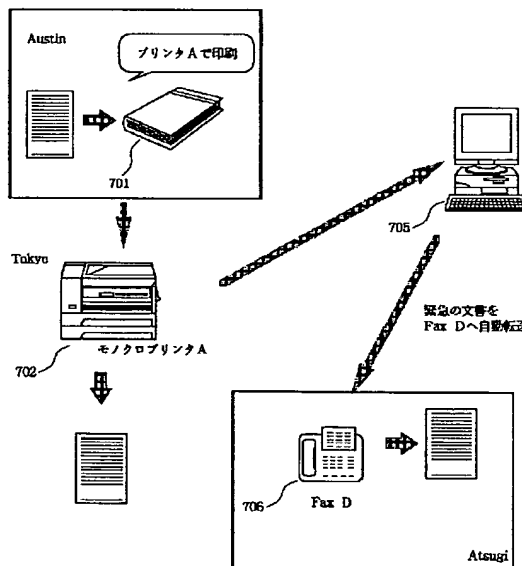 Austin
プリンタAで印刷
701
705
Tokyo
モノクロプリンタA
702
緊急の文書を
Fax Dへ自動転送
706
Fax D
Atsugi